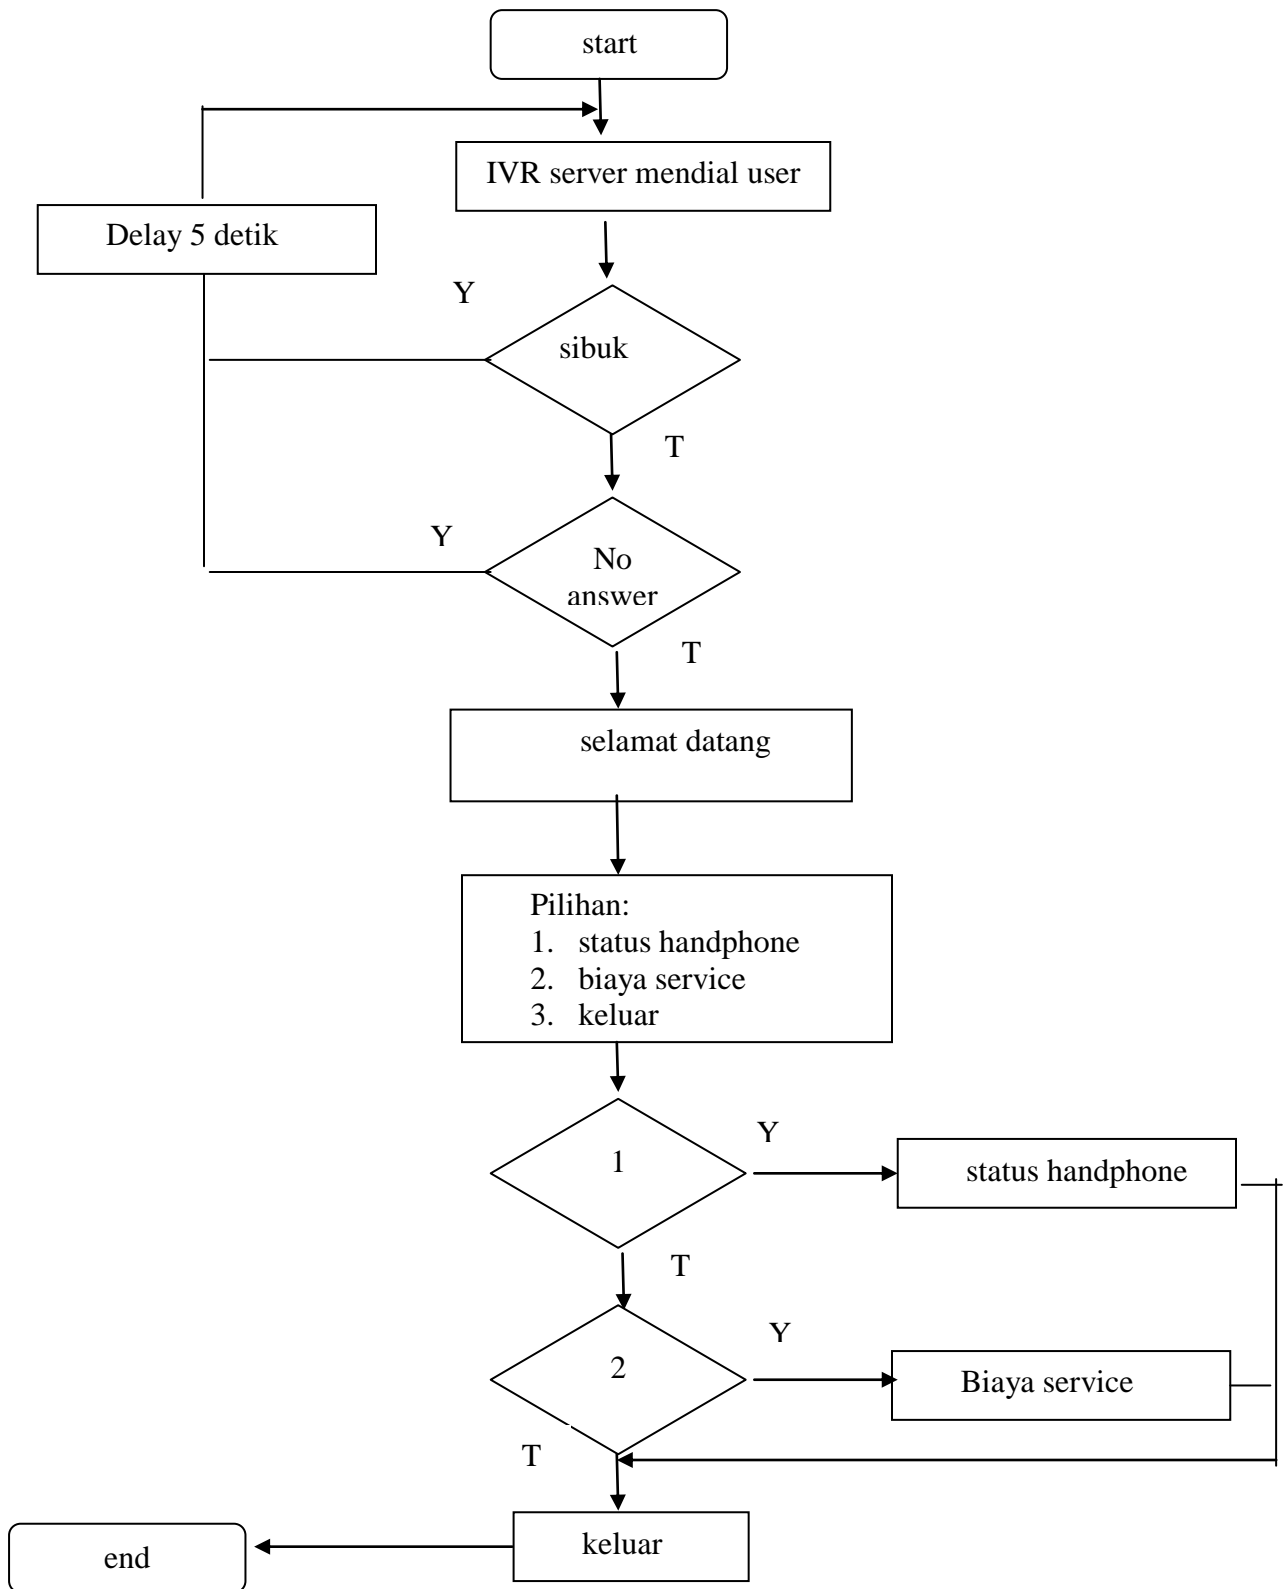 start
IVR server mendial user
Delay 5 detik
Y
sibuk
T
Y
No
answer
T
selamat datang
Pilihan:
1. status handphone
2. biaya service
3. keluar
Y
1
status handphone
T
Y
2
Biaya service
T
keluar
end